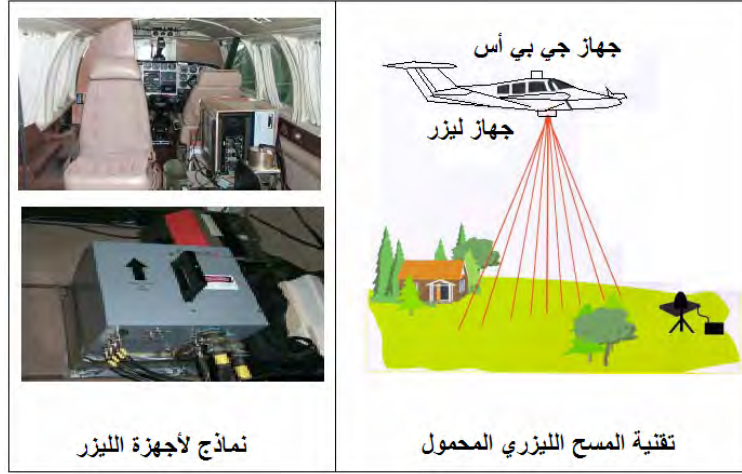 جهاز جي بي أس
جهاز ليزر
تقنية المسح الليزري المحمول
نماذج لأجهزة الليزر